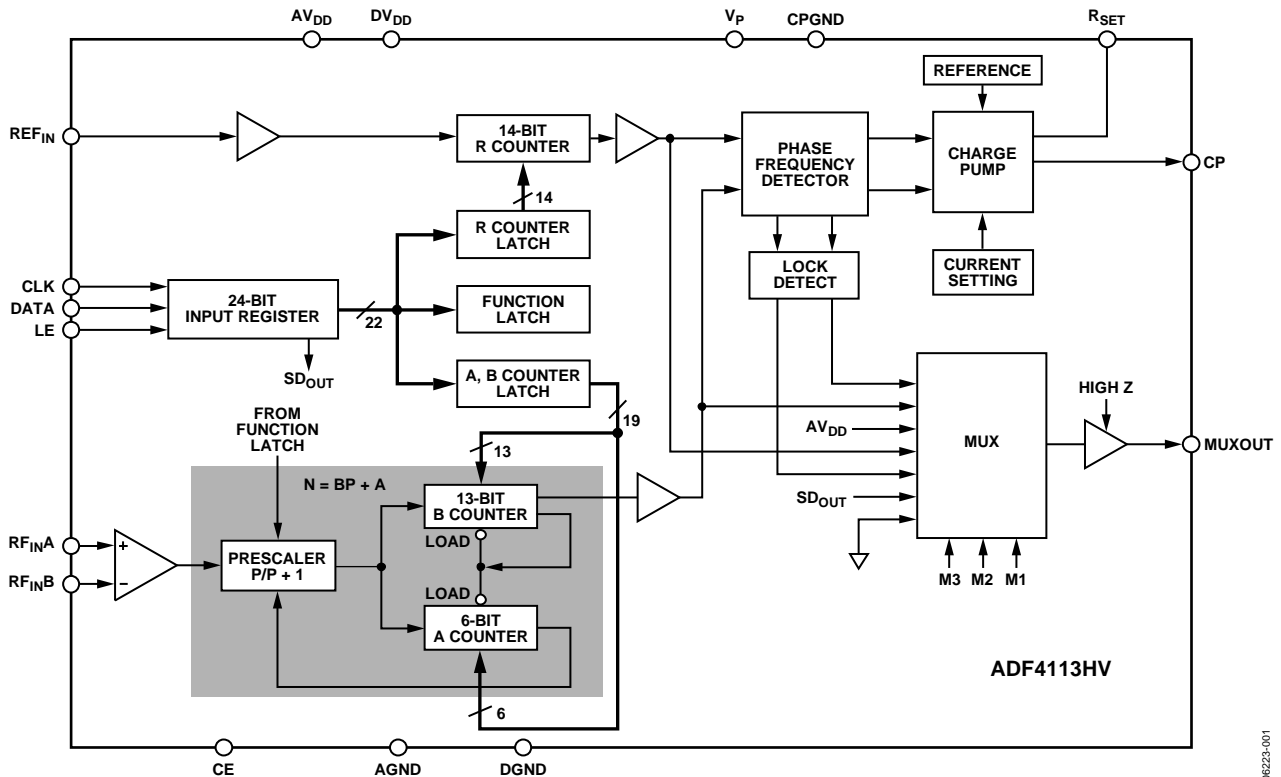 AVDD
DVDD
VP
CPGND
RSET
REFERENCE
REFIN
14-BIT
R COUNTER
PHASE
FREQUENCY
DETECTOR
CHARGE
PUMP
CP
14
R COUNTER
LATCH
LOCK
DETECT
CURRENT
SETTING
CLK
DATA
LE
24-BIT
INPUT REGISTER
22
FUNCTION
LATCH
SDOUT
A, B COUNTER
LATCH
19
FROM
FUNCTION
LATCH
13
HIGH Z
AVDD
MUX
MUXOUT
N = BP + A
13-BIT
B COUNTER
SDOUT
RFINA
+
RFINB
–
PRESCALER
P/P + 1
LOAD
LOAD
6-BIT
A COUNTER
M3
M2
M1
6
ADF4113HV
CE
AGND
DGND
06223-001